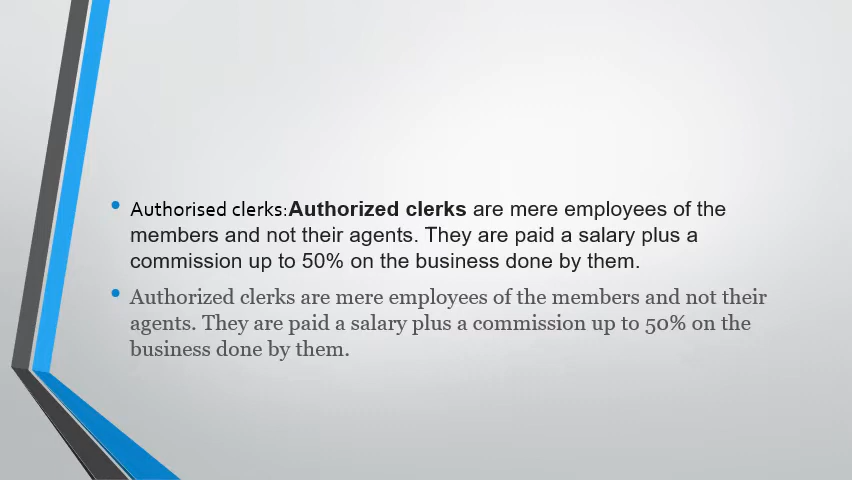 Authorised clerks:Authorized clerks are mere employees of the
members and not their agents. They are paid a salary plus a
commission up to 50% on the business done by them.
Authorized clerks are mere employees of the members and not their
agents. They are paid a salary plus a commission up to 50% on the
business done by them.